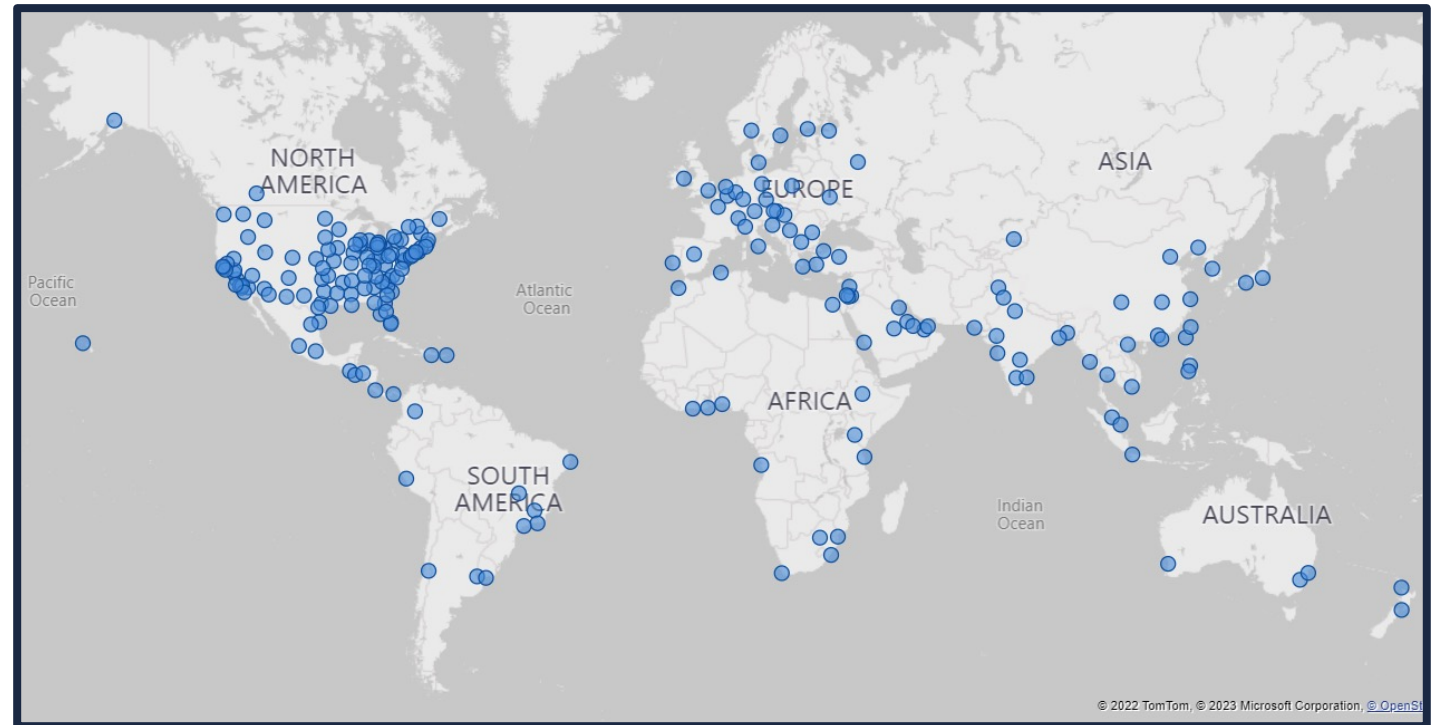 NORTH
AMERICA
ASIA
EUROPE
Pacific
Ocean
Atlantic
Ocean
AFRICA
SOUTH
AMERICA
Indian
Ocean
AUSTRALIA
© 2022 TomTom, © 2023 Microsoft Corporation, © OpenSt